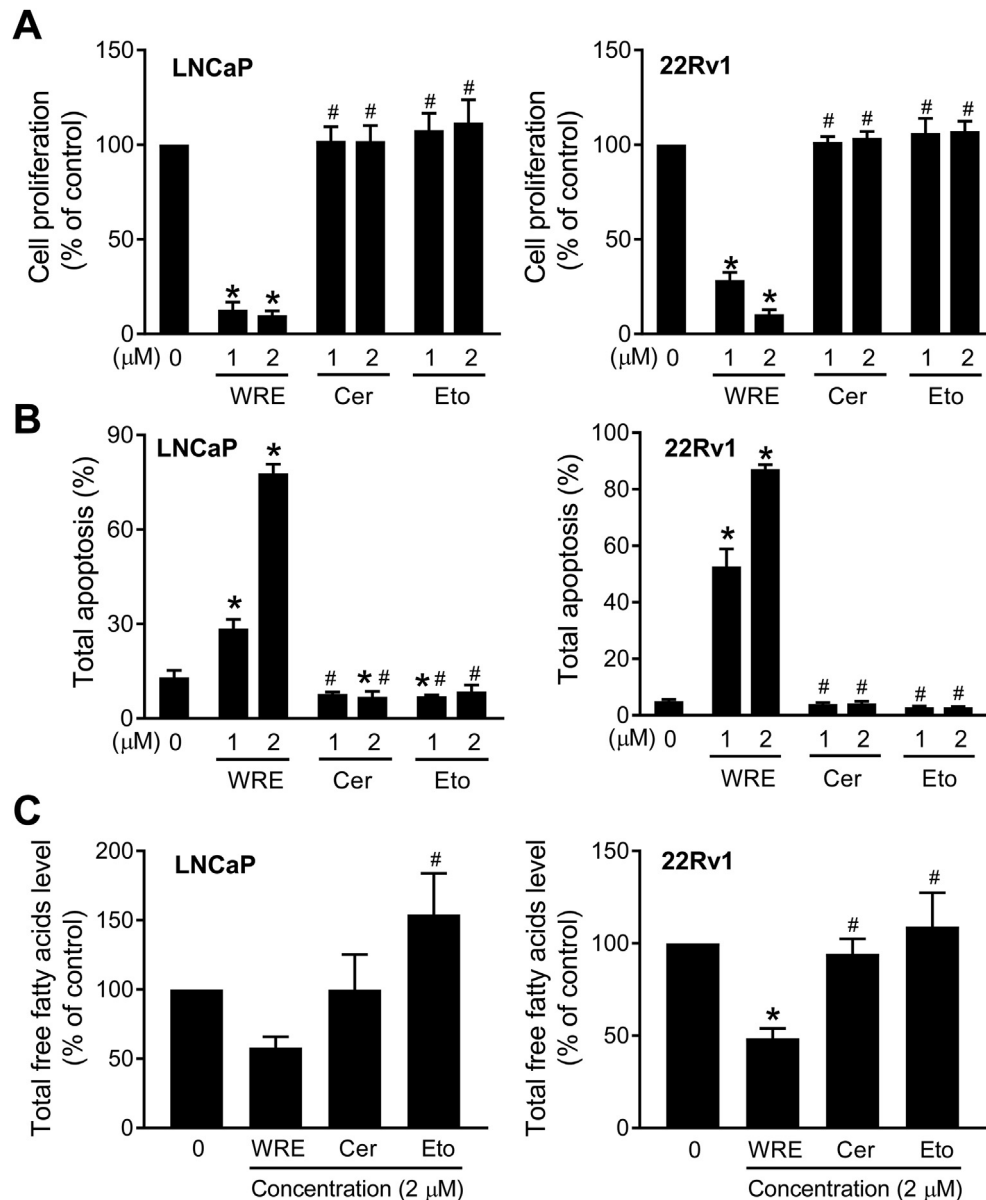 A
Cell proliferation
(% of control)
150
100
50
0
LNCaP
* * # # # #
(μM) 0 1 2 1 2 1 2
WRE Cer Eto
Cell proliferation
(% of control)
150
100
50
0
22Rv1
* * # # # #
(μM) 0 1 2 1 2 1 2
WRE Cer Eto
B
Total apoptosis (%)
90
60
30
0
LNCaP
* * # * # * # #
(μM) 0 1 2 1 2 1 2
WRE Cer Eto
Total apoptosis (%)
100
80
60
40
20
0
22Rv1
* * # # # #
(μM) 0 1 2 1 2 1 2
WRE Cer Eto
C
Total free fatty acids level
(% of control)
200
150
100
50
0
LNCaP
#
0 WRE Cer Eto
Concentration (2 μM)
Total free fatty acids level
(% of control)
150
100
50
0
22Rv1
* # #
0 WRE Cer Eto
Concentration (2 μM)